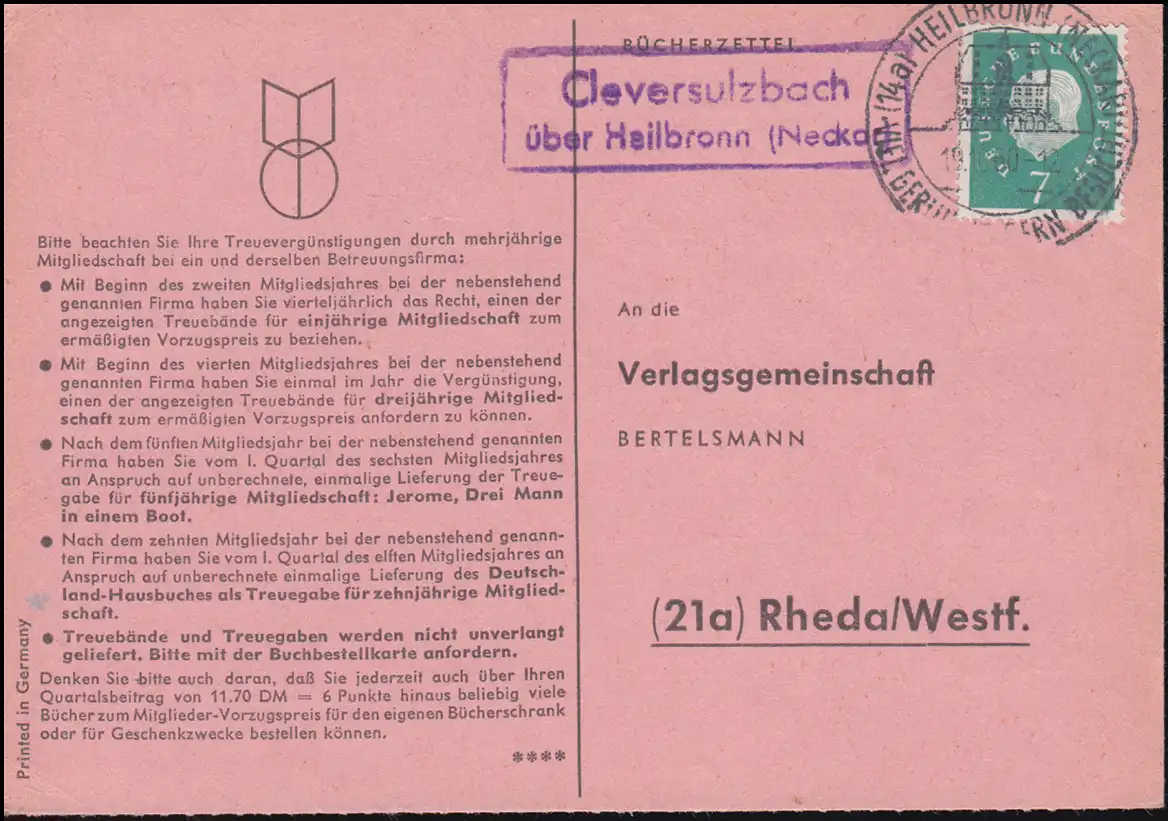 BÜCHERZETTEL
Cleversulzbach
über Heilbronn (Neckar)
(14a) HEILBRONN (NECKAR)
DEUTSCHE BUNDESPOST
7
Bitte beachten Sie Ihre Treuevergünstigungen durch mehrjährige
Mitgliedschaft bei ein und derselben Betreuungsfirma:
● Mit Beginn des zweiten Mitgliedsjahres bei der nebenstehend
genannten Firma haben Sie vierteljährlich das Recht, einen der
angezeigten Treuebände für einjährige Mitgliedschaft zum
ermäßigten Vorzugspreis zu beziehen.
● Mit Beginn des vierten Mitgliedsjahres bei der nebenstehend
genannten Firma haben Sie einmal im Jahr die Vergünstigung,
einen der angezeigten Treuebände für dreijährige Mitglied-
schaft zum ermäßigten Vorzugspreis anfordern zu können.
● Nach dem fünften Mitgliedsjahr bei der nebenstehend genannten
Firma haben Sie vom I. Quartal des sechsten Mitgliedsjahres
an Anspruch auf unberechnete, einmalige Lieferung der Treue-
gabe für fünfjährige Mitgliedschaft: Jerome, Drei Mann
in einem Boot.
● Nach dem zehnten Mitgliedsjahr bei der nebenstehend genann-
ten Firma haben Sie vom I. Quartal des elften Mitgliedsjahres an
Anspruch auf unberechnete einmalige Lieferung des Deutsch-
land-Hausbuches als Treuegabe für zehnjährige Mitglied-
schaft.
● Treuebände und Treuegaben werden nicht unverlangt
geliefert. Bitte mit der Buchbestellkarte anfordern.
Denken Sie bitte auch daran, daß Sie jederzeit auch über Ihren
Quartalsbeitrag von 11.70 DM = 6 Punkte hinaus beliebig viele
Bücher zum Mitglieder-Vorzugspreis für den eigenen Bücherschrank
oder für Geschenkzwecke bestellen können.
****
Printed in Germany
An die
Verlagsgemeinschaft
BERTELSMANN
(21a) Rheda/Westf.